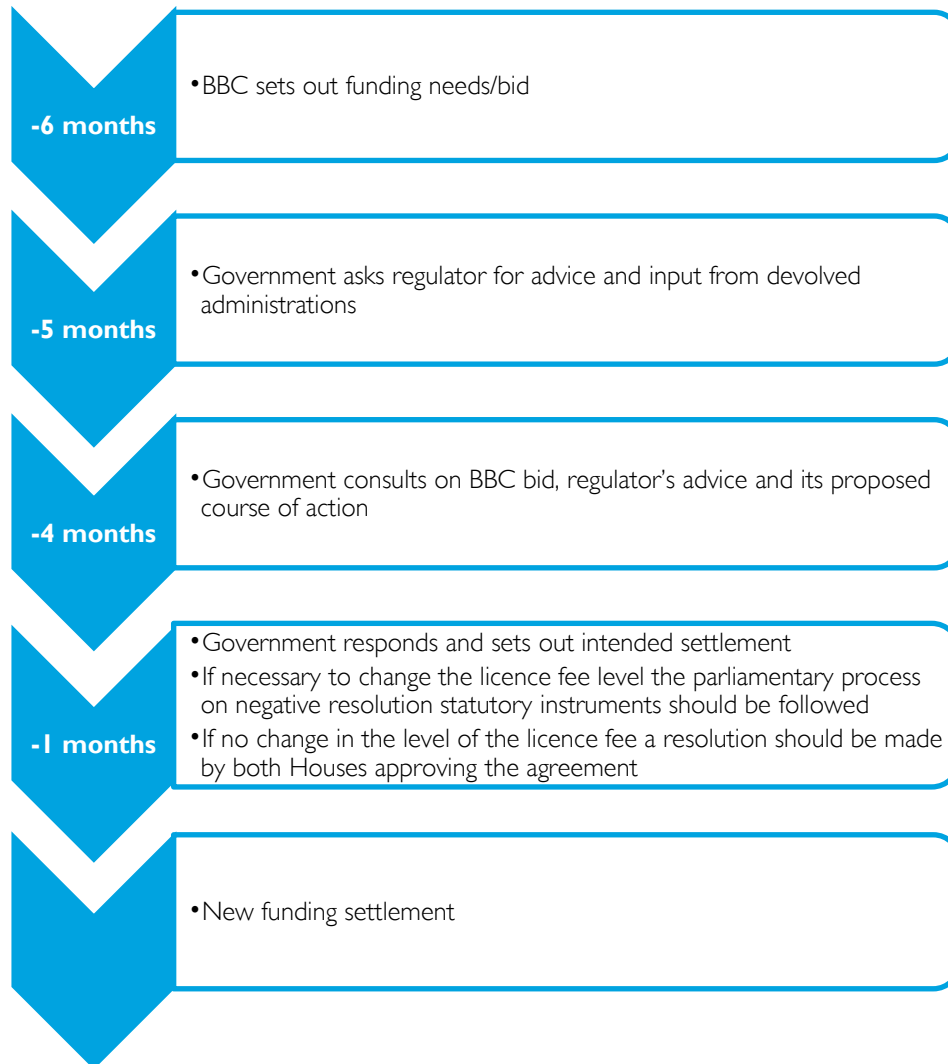 -6 months
•BBC sets out funding needs/bid
-5 months
•Government asks regulator for advice and input from devolved
administrations
-4 months
•Government consults on BBC bid, regulator's advice and its proposed
course of action
-1 months
•Government responds and sets out intended settlement
•If necessary to change the licence fee level the parliamentary process
on negative resolution statutory instruments should be followed
•If no change in the level of the licence fee a resolution should be made
by both Houses approving the agreement
•New funding settlement